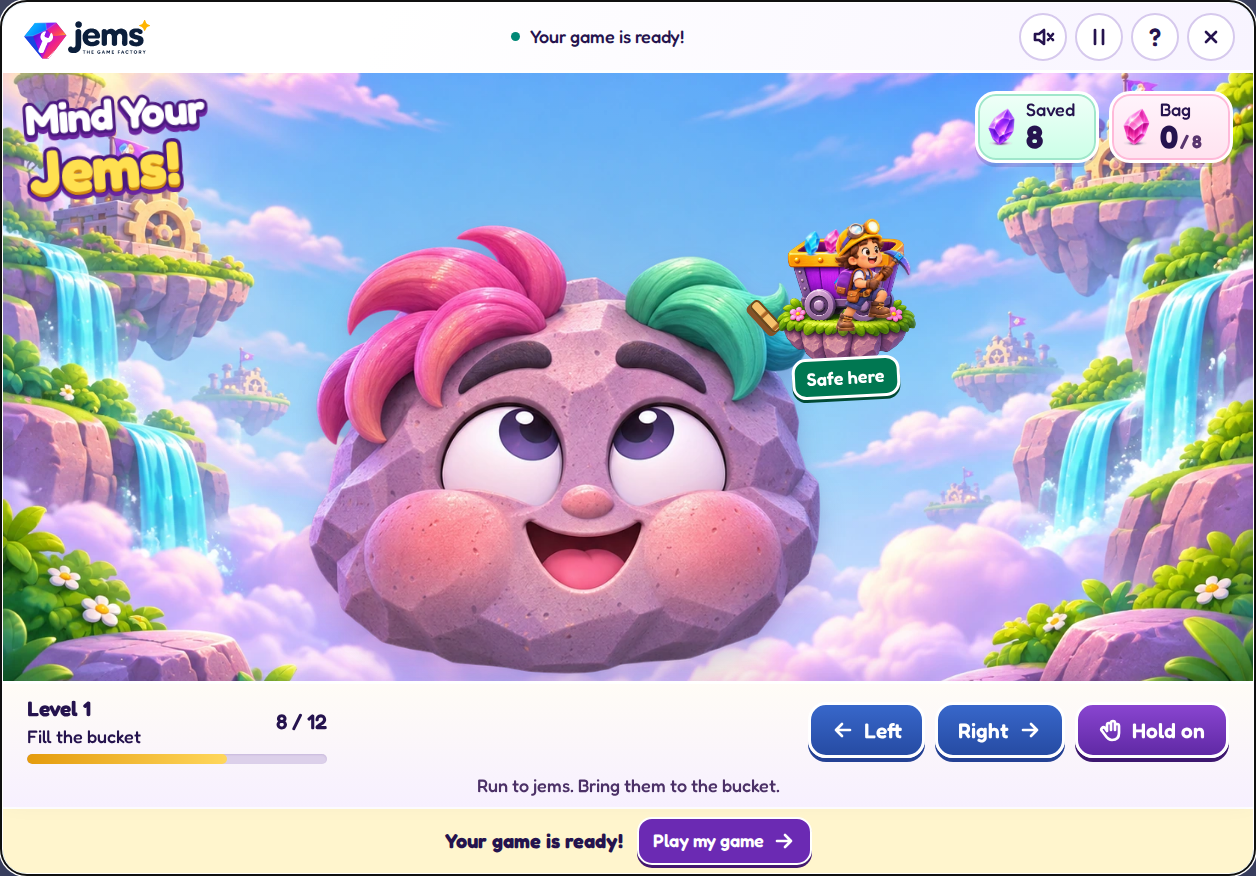 jems
THE GAME FACTORY
Your game is ready!
?
Mind Your
Jems!
Saved
8
Bag
0/8
Safe here
Level 1
Fill the bucket
8 / 12
Left
Right
Hold on
Run to jems. Bring them to the bucket.
Your game is ready!
Play my game